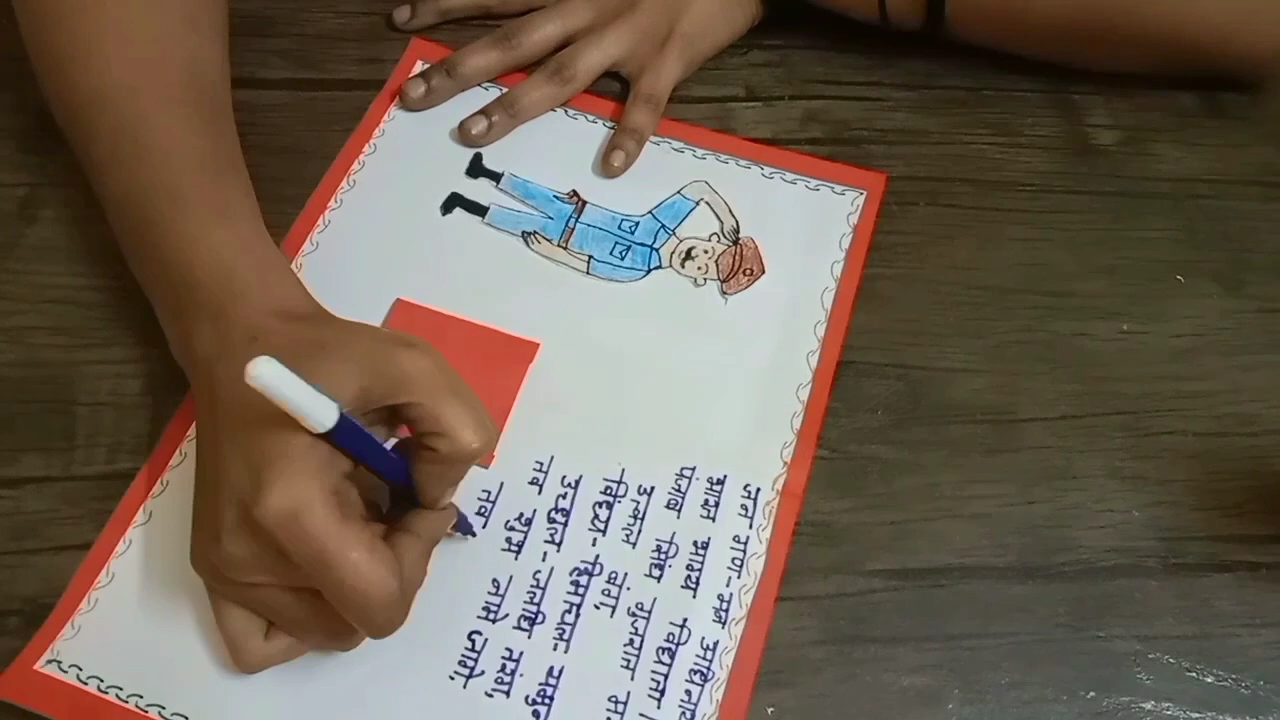 जन गण-मन अधिनाय
भारत भाग्य विधाता ।
पंजाब सिंध गुजरात म
उत्कल बंग,
विंध्य- हिमाचल- यमुन
उच्छल-जलधि तरंग,
तव शुभ नामे जागे,
तव